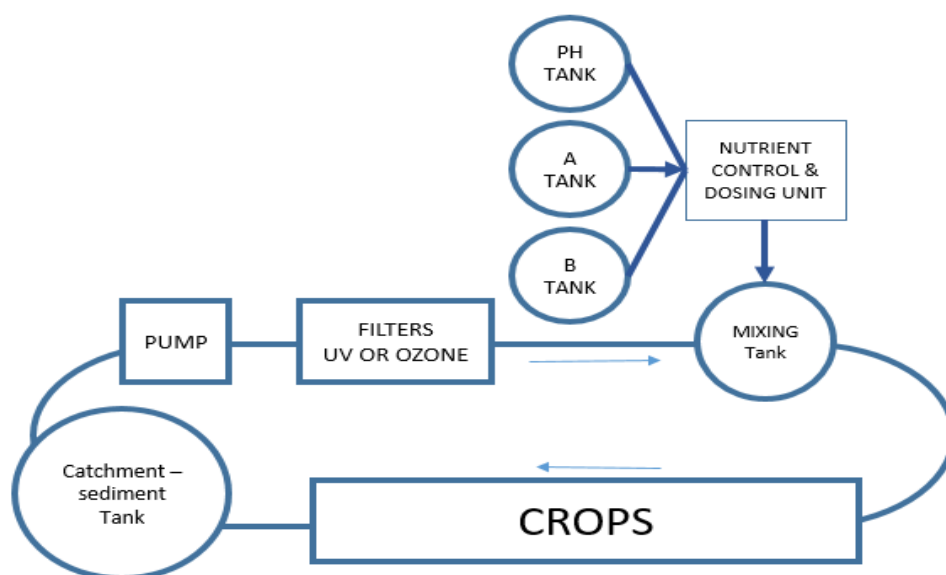 PH
TANK
A
TANK
B
TANK
NUTRIENT
CONTROL &
DOSING UNIT
PUMP
FILTERS
UV OR OZONE
MIXING
Tank
Catchment –
sediment
Tank
CROPS